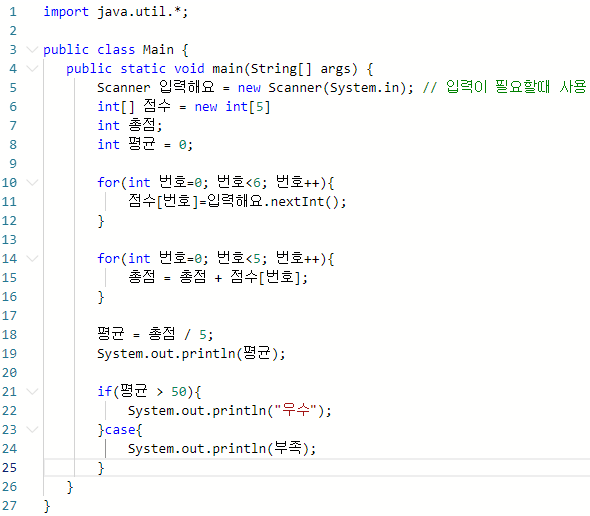 1 import java.util.*;
2
3 public class Main {
4 public static void main(String[] args) {
5 Scanner 입력해요 = new Scanner(System.in); // 입력이 필요할때 사용
6 int[] 점수 = new int[5]
7 int 총점;
8 int 평균 = 0;
9
10 for(int 번호=0; 번호<6; 번호++){
11 점수[번호]=입력해요.nextInt();
12 }
13
14 for(int 번호=0; 번호<5; 번호++){
15 총점 = 총점 + 점수[번호];
16 }
17
18 평균 = 총점 / 5;
19 System.out.println(평균);
20
21 if(평균 > 50){
22 System.out.println("우수");
23 }case{
24 System.out.println(부족);
25 }
26 }
27 }